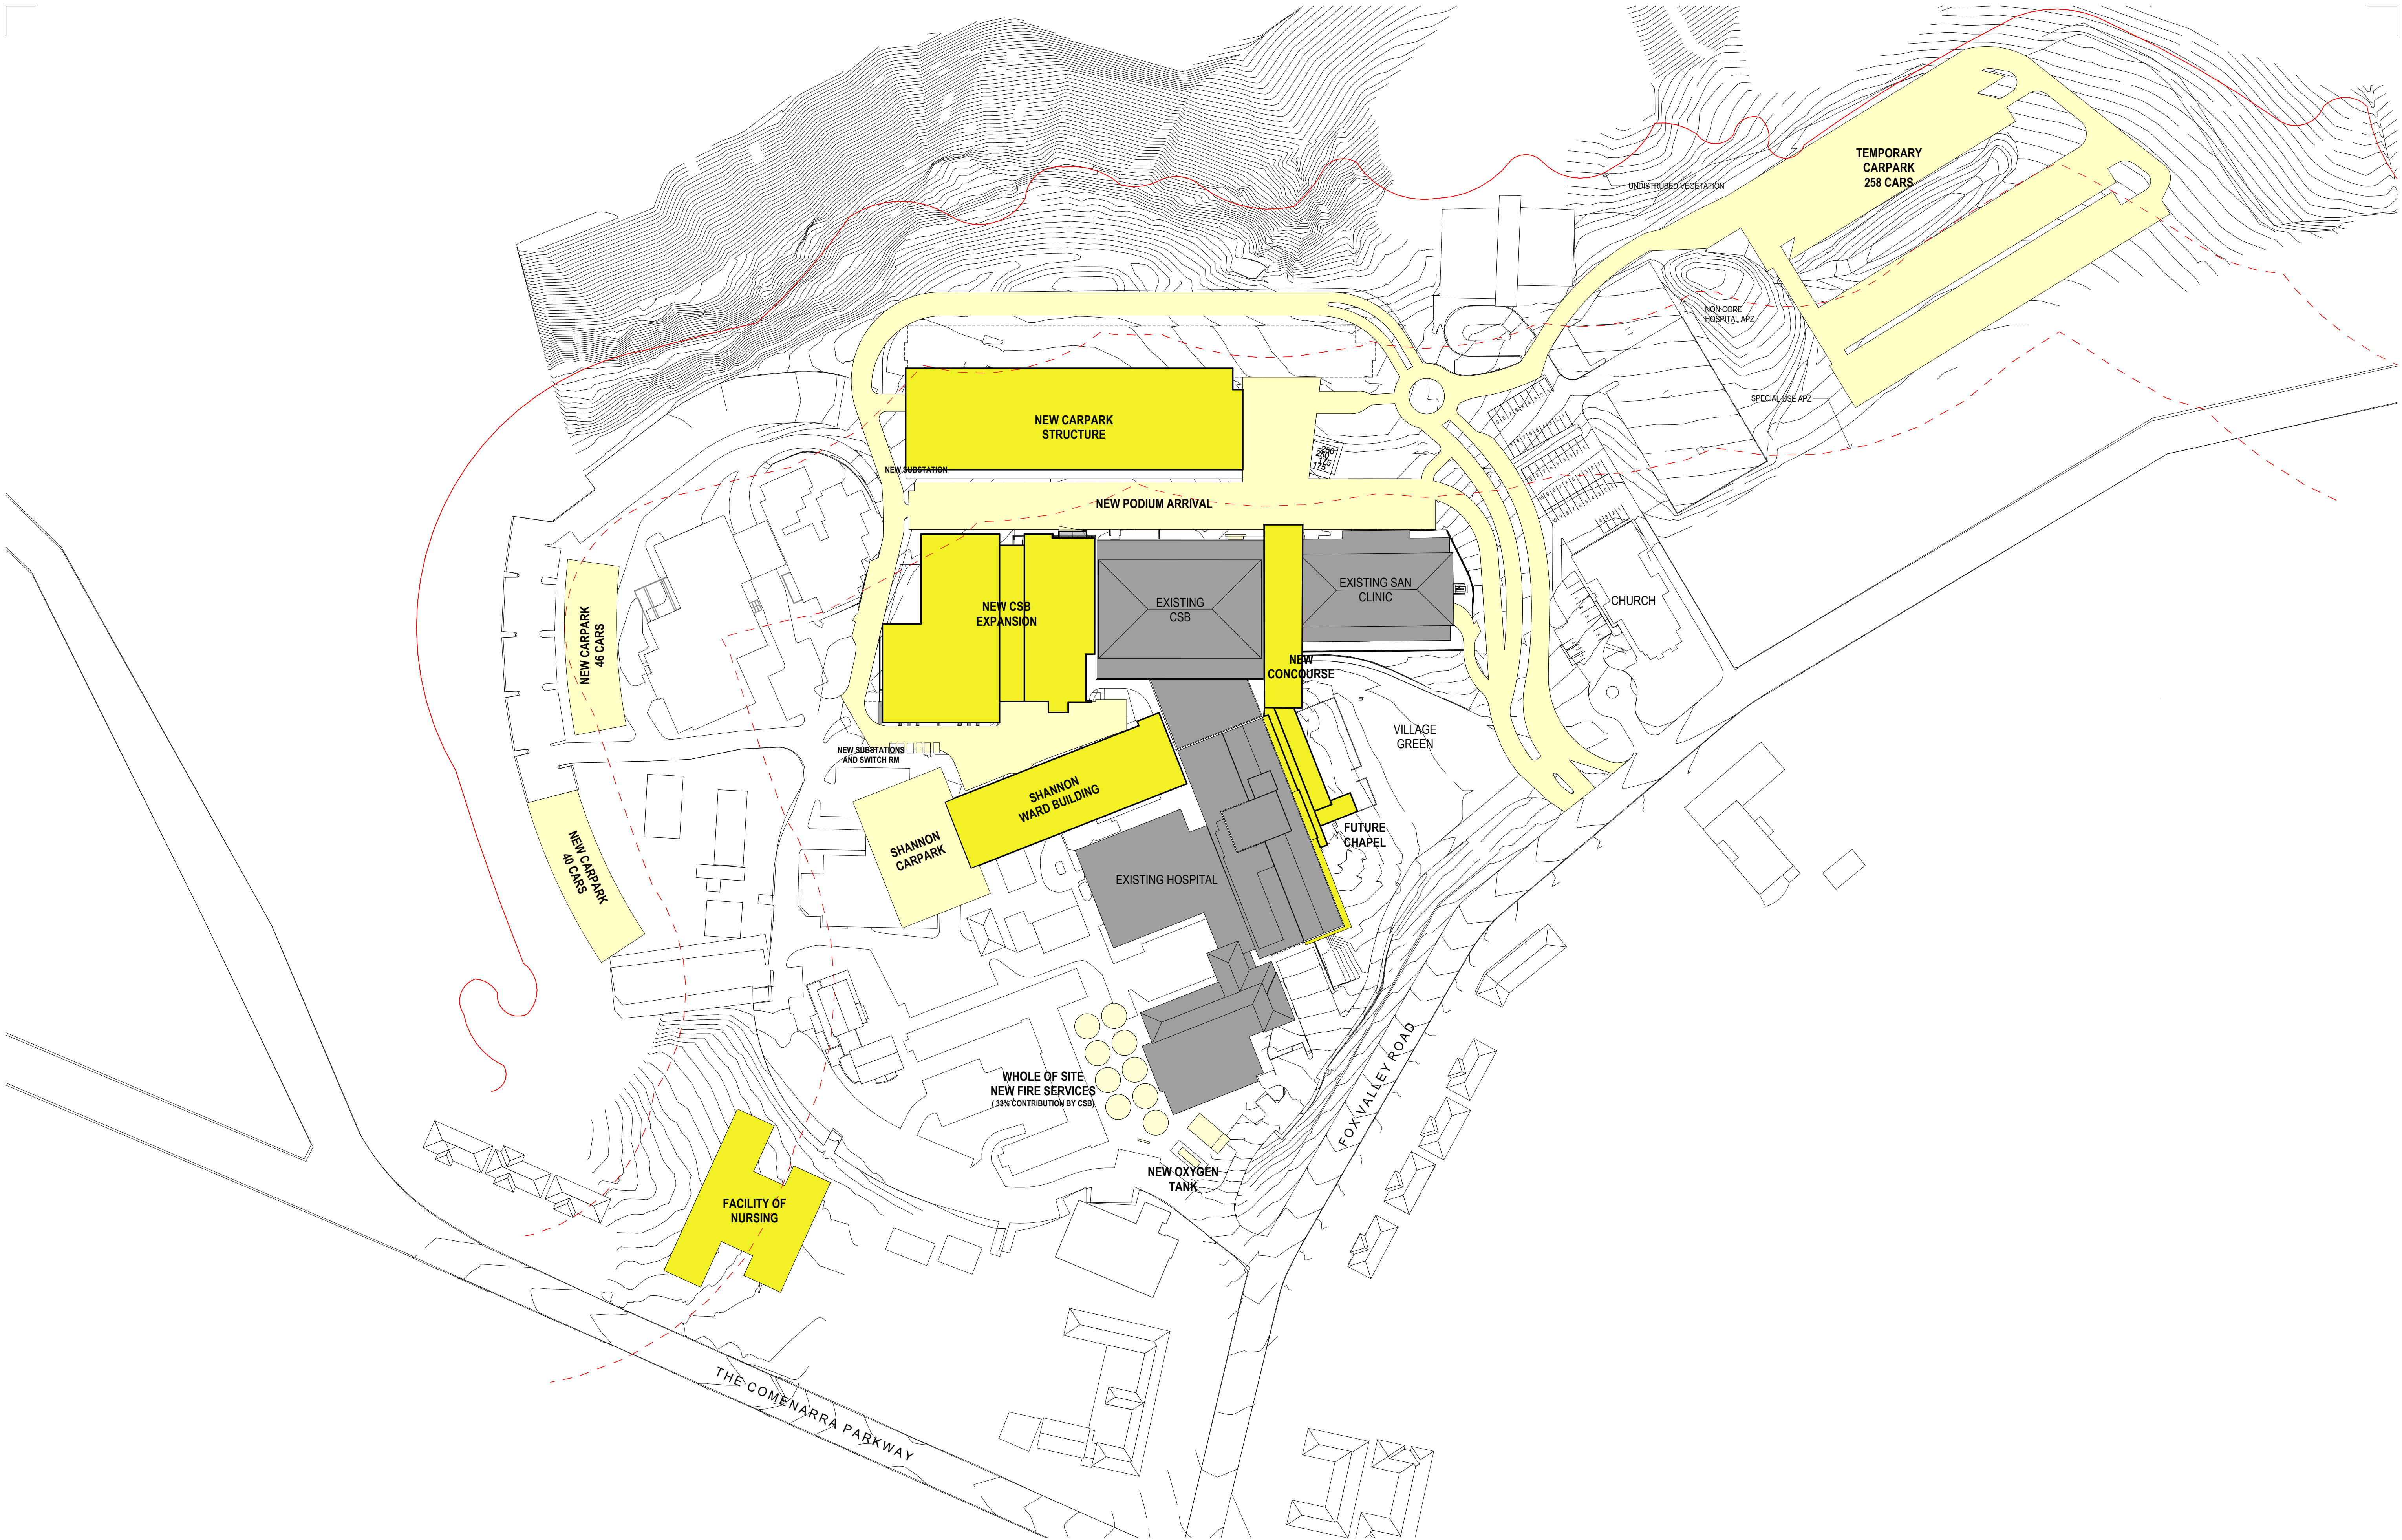 TEMPORARY
CARPARK
258 CARS
UNDISTRUBED VEGETATION
NON CORE
HOSPITAL APZ
SPECIAL USE APZ
NEW CARPARK
STRUCTURE
NEW SUBSTATION
NEW PODIUM ARRIVAL
NEW CSB
EXPANSION
EXISTING
CSB
EXISTING SAN
CLINIC
CHURCH
NEW CARPARK
46 CARS
NEW
CONCOURSE
VILLAGE
GREEN
NEW SUBSTATIONS
AND SWITCH RM
SHANNON
WARD BUILDING
SHANNON
CARPARK
FUTURE
CHAPEL
NEW CARPARK
40 CARS
EXISTING HOSPITAL
WHOLE OF SITE
NEW FIRE SERVICES
( 33% CONTRIBUTION BY CSB)
FOX VALLEY ROAD
NEW OXYGEN
TANK
FACILITY OF
NURSING
THE COMENARRA PARKWAY